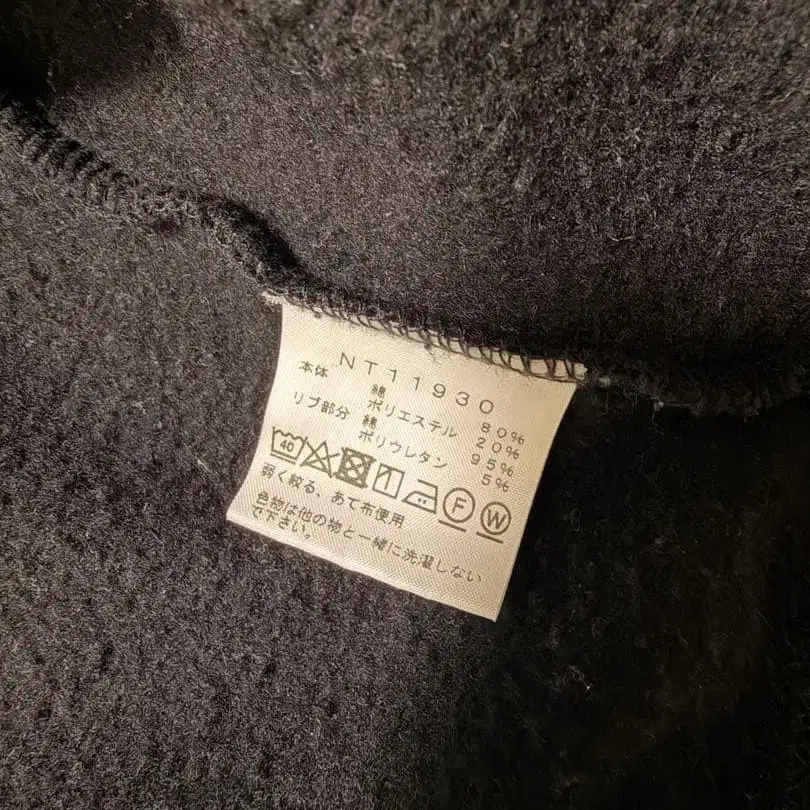 NT11930
本体 綿 80%
ポリエステル 20%
リブ部分 綿 95%
ポリウレタン 5%
40 F W
弱く絞る、あて布使用
色物は他の物と一緒に洗濯しない
で下さい。